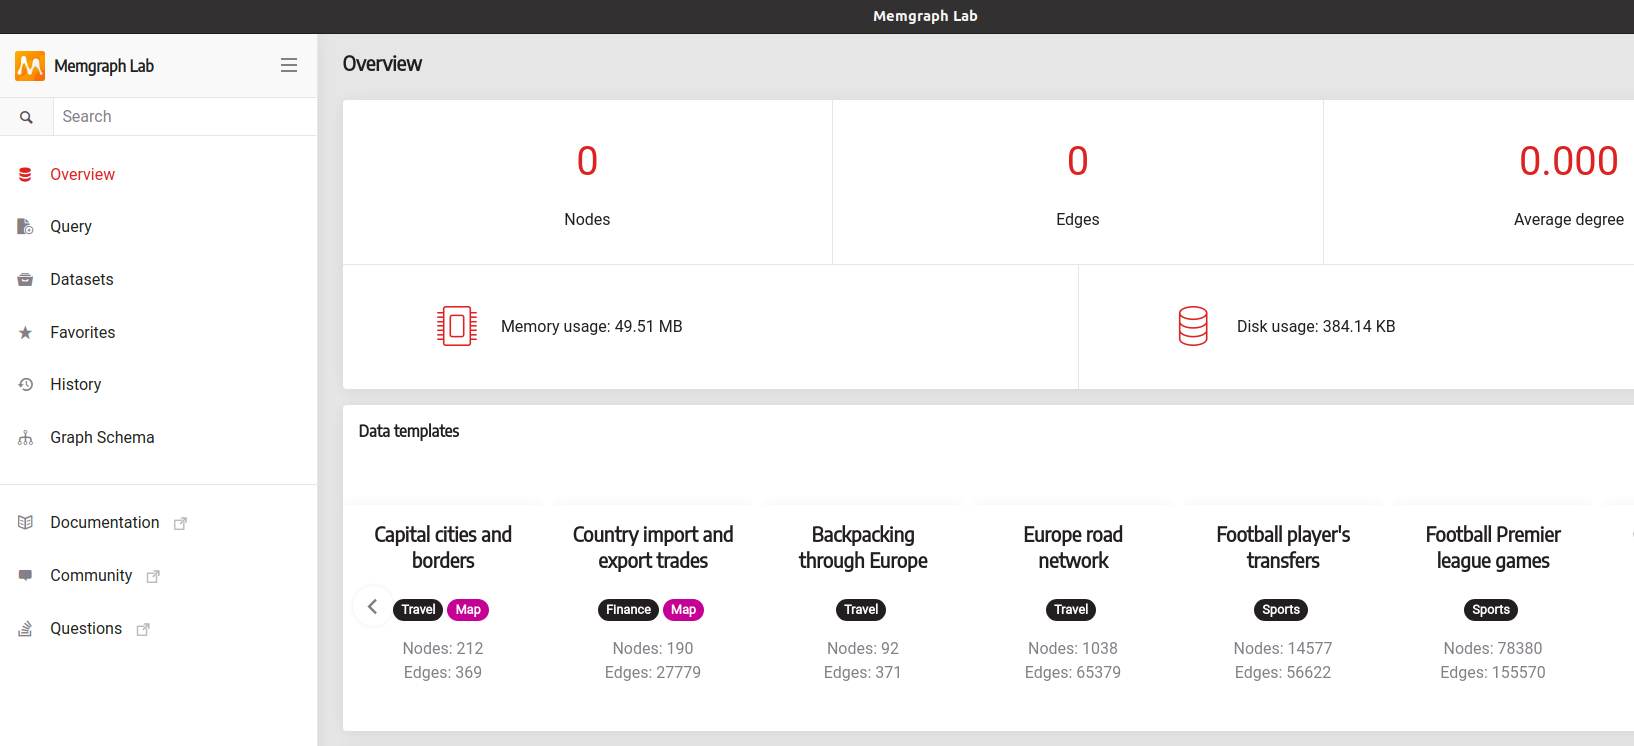 Memgraph Lab
Memgraph Lab
Search
Overview
Query
Datasets
Favorites
History
Graph Schema
Documentation
Community
Questions
Overview
0
Nodes
0
Edges
0.000
Average degree
Memory usage: 49.51 MB
Disk usage: 384.14 KB
Data templates
Capital cities and
borders
Travel Map
Nodes: 212
Edges: 369
Country import and
export trades
Finance Map
Nodes: 190
Edges: 27779
Backpacking
through Europe
Travel
Nodes: 92
Edges: 371
Europe road
network
Travel
Nodes: 1038
Edges: 65379
Football player's
transfers
Sports
Nodes: 14577
Edges: 56622
Football Premier
league games
Sports
Nodes: 78380
Edges: 155570